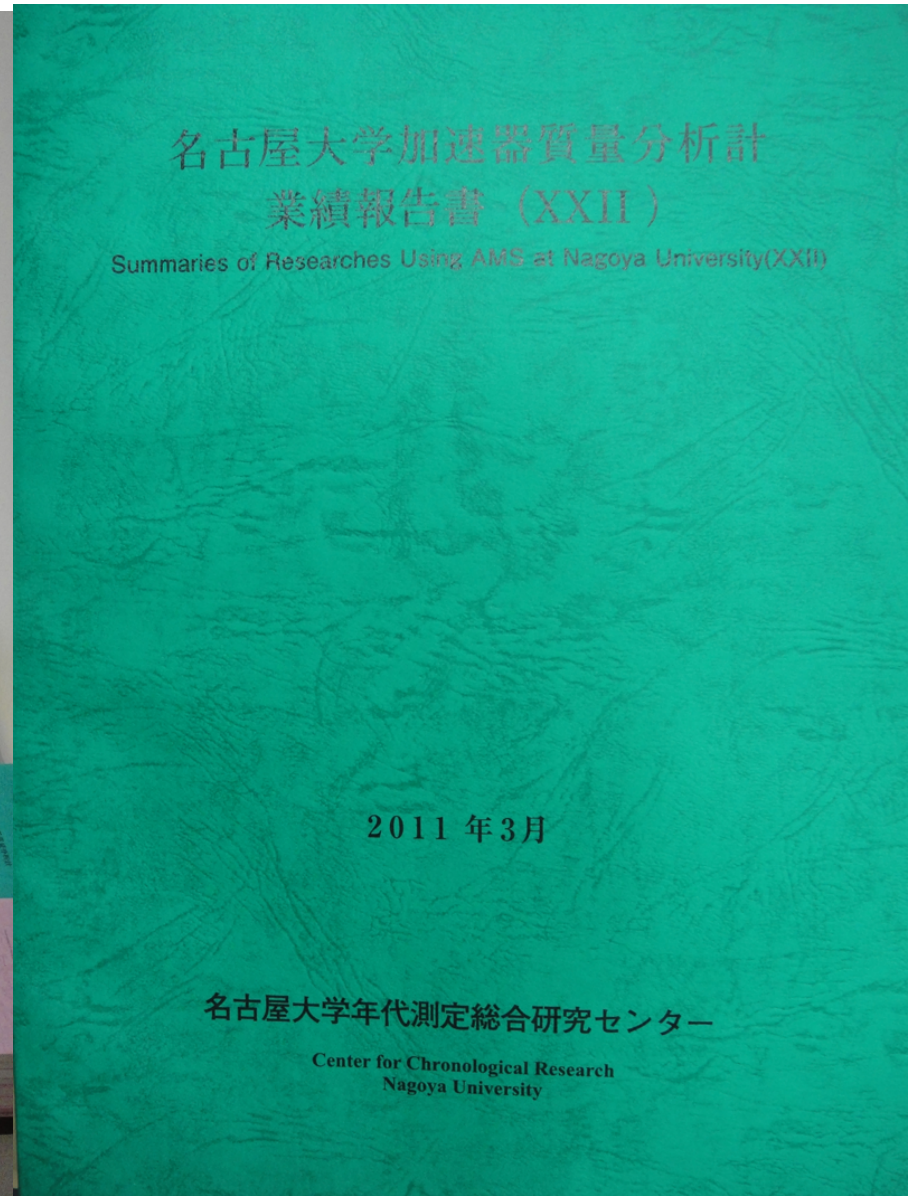 名古屋大学加速器質量分析計
業績報告書 (XXII)
Summaries of Researches Using AMS at Nagoya University(XXII)
2011 年3月
名古屋大学年代測定総合研究センター
Center for Chronological Research
Nagoya University